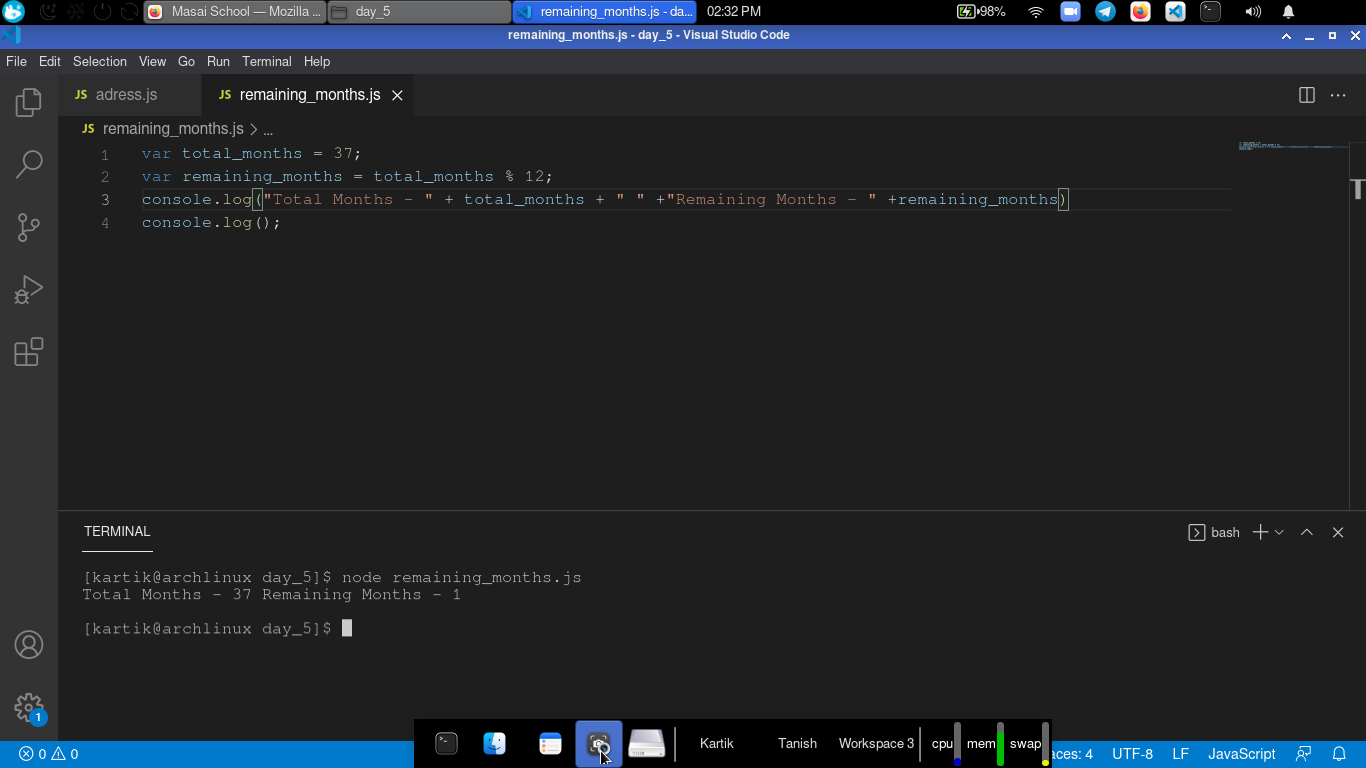 Masai School — Mozilla ... day_5 remaining_months.js - da... 02:32 PM 98%
remaining_months.js - day_5 - Visual Studio Code
File Edit Selection View Go Run Terminal Help
JS adress.js JS remaining_months.js
JS remaining_months.js > ...
1 var total_months = 37;
2 var remaining_months = total_months % 12;
3 console.log("Total Months - " + total_months + " " +"Remaining Months - " +remaining_months)
4 console.log();
TERMINAL bash
[kartik@archlinux day_5]$ node remaining_months.js
Total Months - 37 Remaining Months - 1
[kartik@archlinux day_5]$
1
Kartik Tanish Workspace 3 cpu mem swap
0 0 aces: 4 UTF-8 LF JavaScript